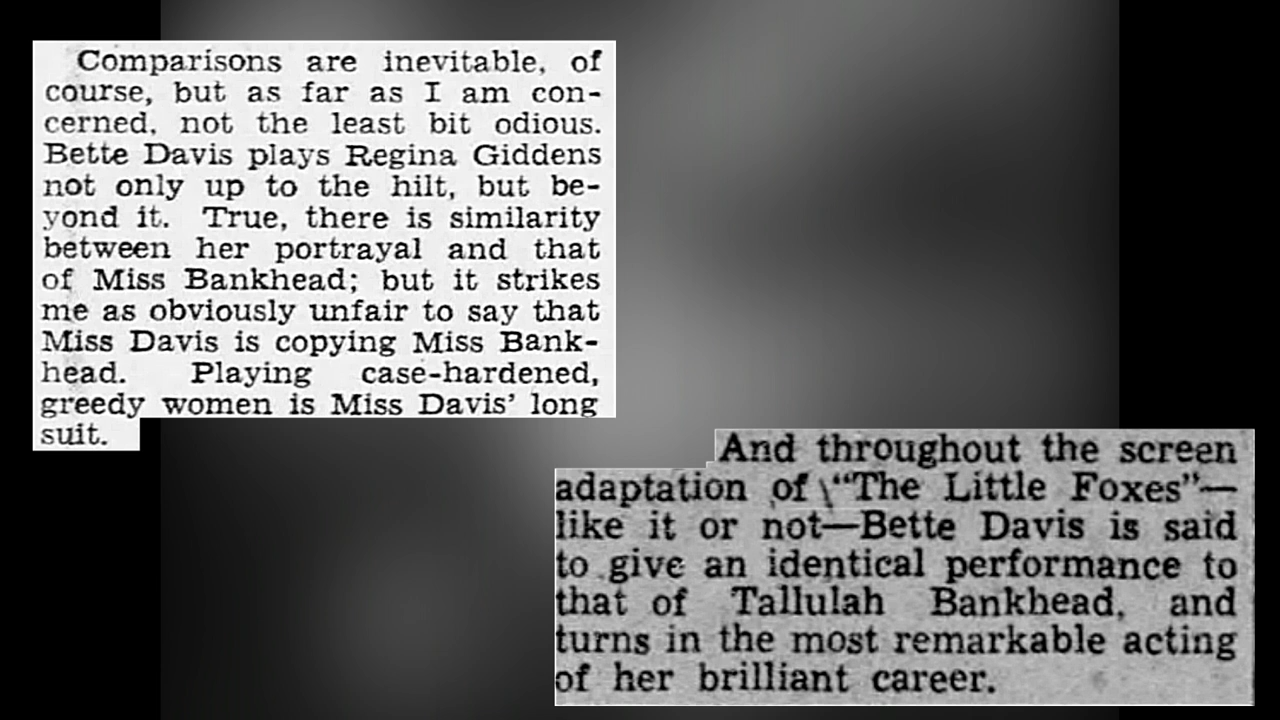 Comparisons are inevitable, of
course, but as far as I am con-
cerned, not the least bit odious.
Bette Davis plays Regina Giddens
not only up to the hilt, but be-
yond it. True, there is similarity
between her portrayal and that
of Miss Bankhead; but it strikes
me as obviously unfair to say that
Miss Davis is copying Miss Bank-
head. Playing case-hardened,
greedy women is Miss Davis' long
suit.
And throughout the screen
adaptation of \"The Little Foxes"—
like it or not—Bette Davis is said
to give an identical performance to
that of Tallulah Bankhead, and
turns in the most remarkable acting
of her brilliant career.